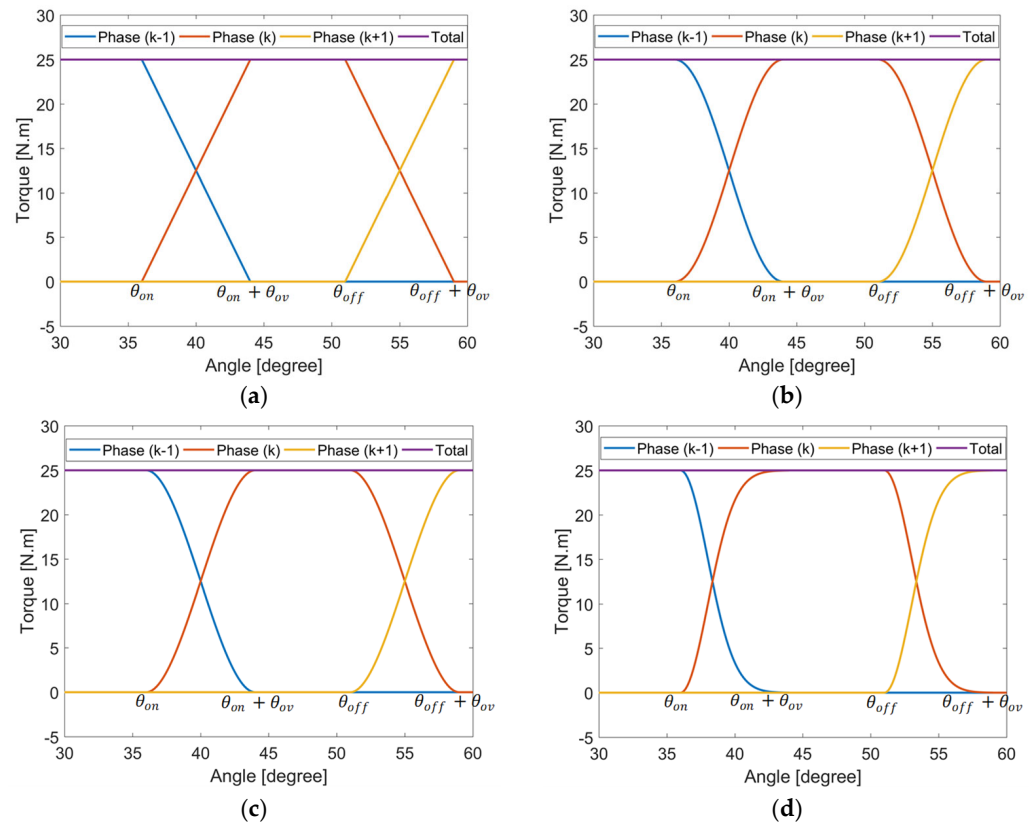 Phase (k-1) Phase (k) Phase (k+1) Total
Torque [N.m]
30
25
20
15
10
5
0
-5
θon θon + θov θoff θoff + θov
30 35 40 45 50 55 60
Angle [degree]
(a)
Phase (k-1) Phase (k) Phase (k+1) Total
Torque [N.m]
30
25
20
15
10
5
0
-5
θon θon + θov θoff θoff + θov
30 35 40 45 50 55 60
Angle [degree]
(b)
Phase (k-1) Phase (k) Phase (k+1) Total
Torque [N.m]
30
25
20
15
10
5
0
-5
θon θon + θov θoff θoff + θov
30 35 40 45 50 55 60
Angle [degree]
(c)
Phase (k-1) Phase (k) Phase (k+1) Total
Torque [N.m]
30
25
20
15
10
5
0
-5
θon θon + θov θoff θoff + θov
30 35 40 45 50 55 60
Angle [degree]
(d)